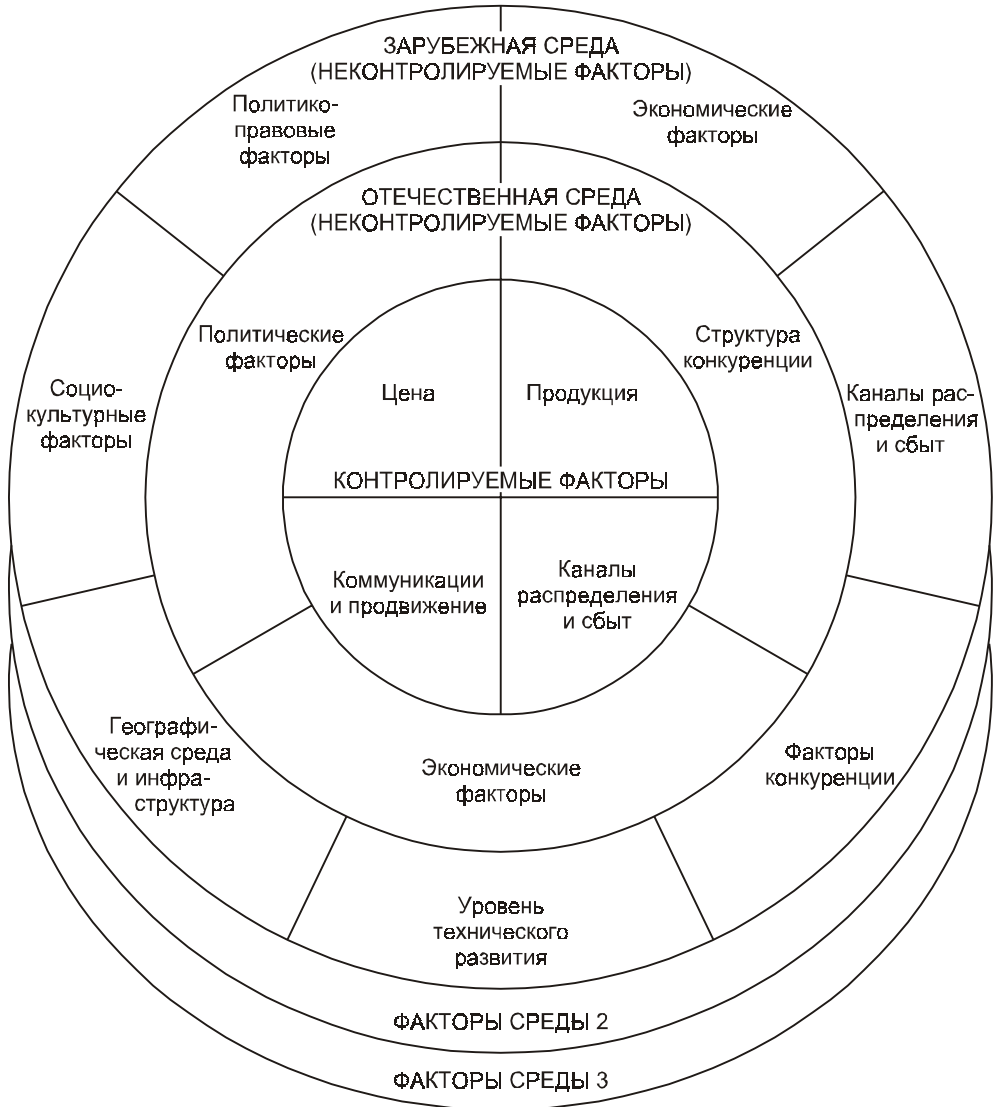 ЗАРУБЕЖНАЯ СРЕДА
(НЕКОНТРОЛИРУЕМЫЕ ФАКТОРЫ)
Политико-
правовые
факторы
Экономические
факторы
ОТЕЧЕСТВЕННАЯ СРЕДА
(НЕКОНТРОЛИРУЕМЫЕ ФАКТОРЫ)
Политические
факторы
Структура
конкуренции
Социо-
культурные
факторы
Цена
Продукция
Каналы рас-
пределения
и сбыт
КОНТРОЛИРУЕМЫЕ ФАКТОРЫ
Коммуникации
и продвижение
Каналы
распределения
и сбыт
Географи-
ческая среда
и инфра-
структура
Экономические
факторы
Факторы
конкуренции
Уровень
технического
развития
ФАКТОРЫ СРЕДЫ 2
ФАКТОРЫ СРЕДЫ 3